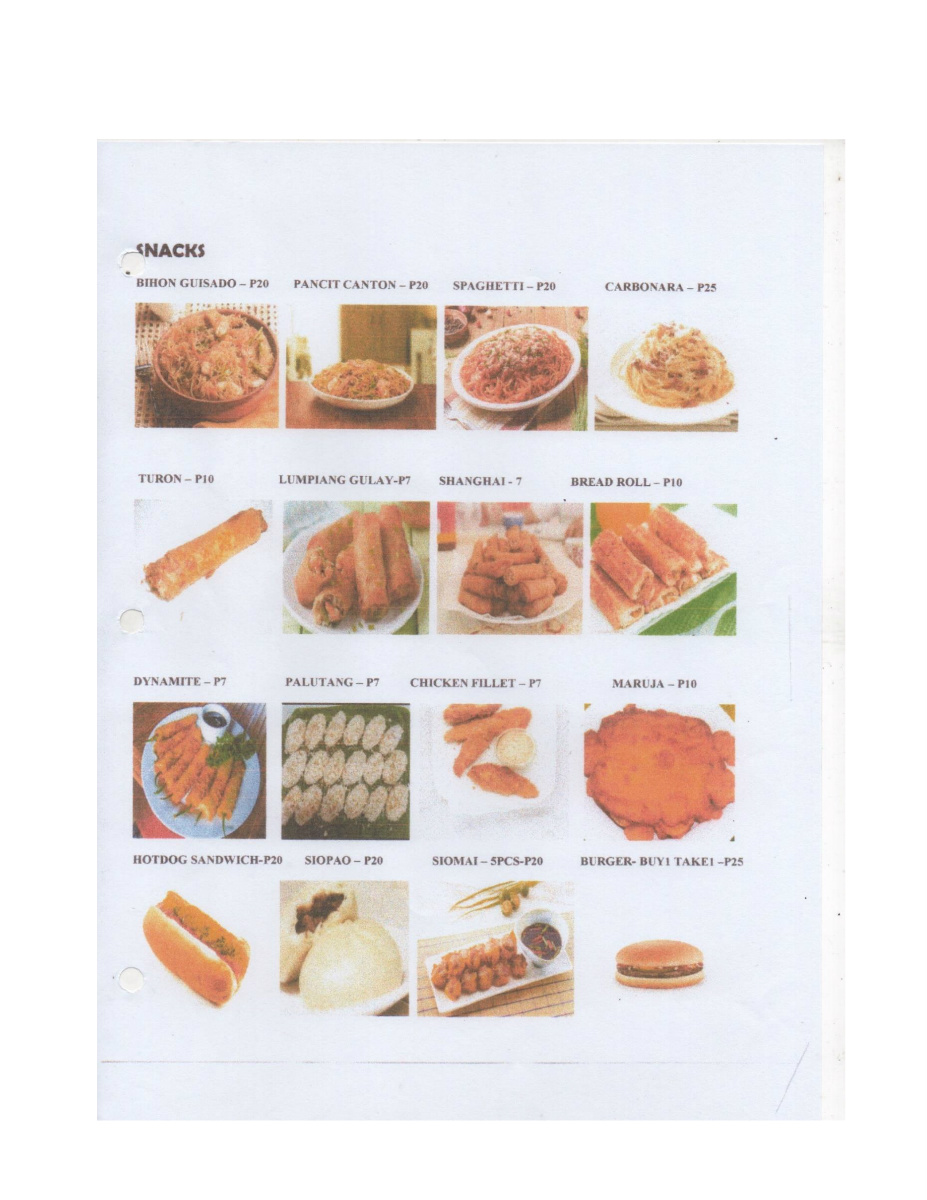 SNACKS
BIHON GUISADO – P20 PANCIT CANTON – P20 SPAGHETTI – P20 CARBONARA – P25
TURON – P10 LUMPIANG GULAY-P7 SHANGHAI - 7 BREAD ROLL – P10
DYNAMITE – P7 PALUTANG – P7 CHICKEN FILLET – P7 MARUJA – P10
HOTDOG SANDWICH-P20 SIOPAO – P20 SIOMAI – 5PCS-P20 BURGER- BUY1 TAKE1 –P25